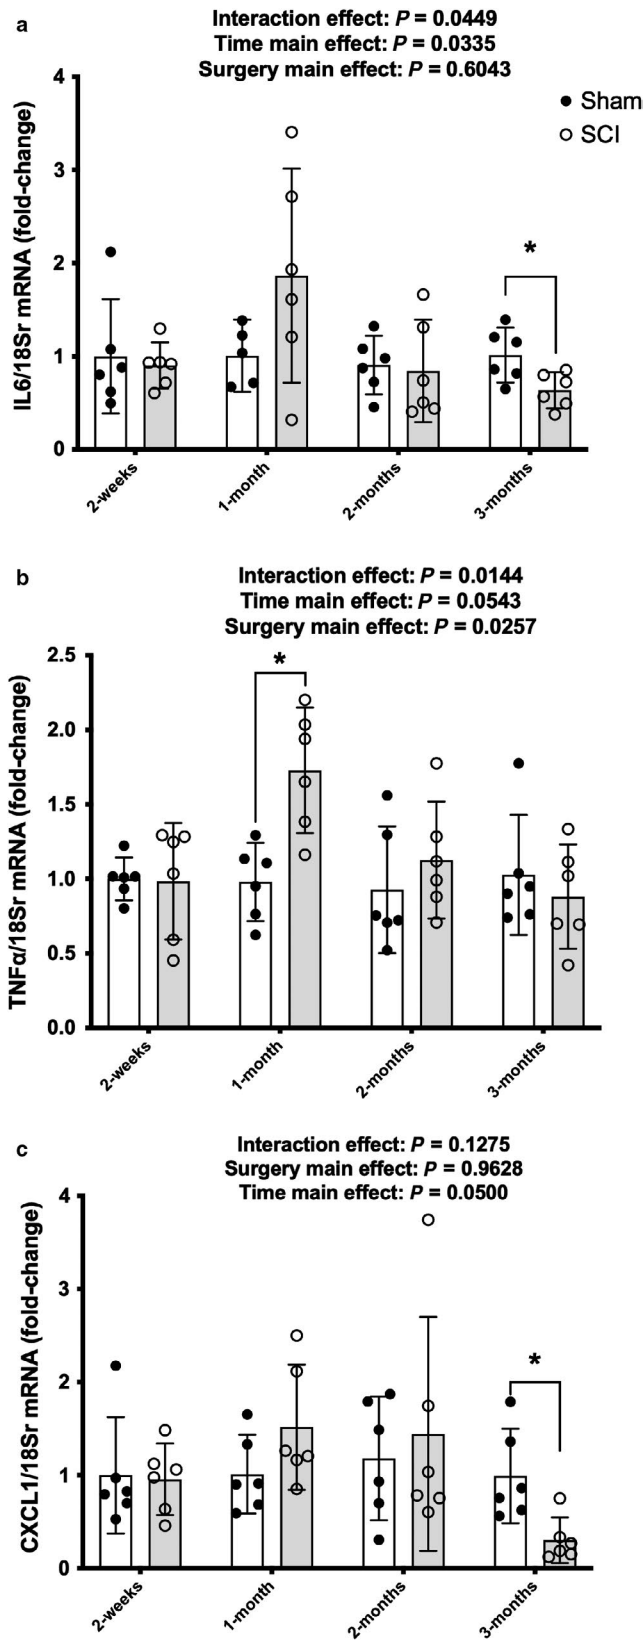 a
Interaction effect: P = 0.0449
Time main effect: P = 0.0335
Surgery main effect: P = 0.6043
Sham
SCI
IL6/18Sr mRNA (fold-change)
4
3
2
1
0
*
2-weeks
1-month
2-months
3-months
b
Interaction effect: P = 0.0144
Time main effect: P = 0.0543
Surgery main effect: P = 0.0257
TNFα/18Sr mRNA (fold-change)
2.5
2.0
1.5
1.0
0.5
0.0
*
2-weeks
1-month
2-months
3-months
c
Interaction effect: P = 0.1275
Surgery main effect: P = 0.9628
Time main effect: P = 0.0500
CXCL1/18Sr mRNA (fold-change)
4
3
2
1
0
*
2-weeks
1-month
2-months
3-months